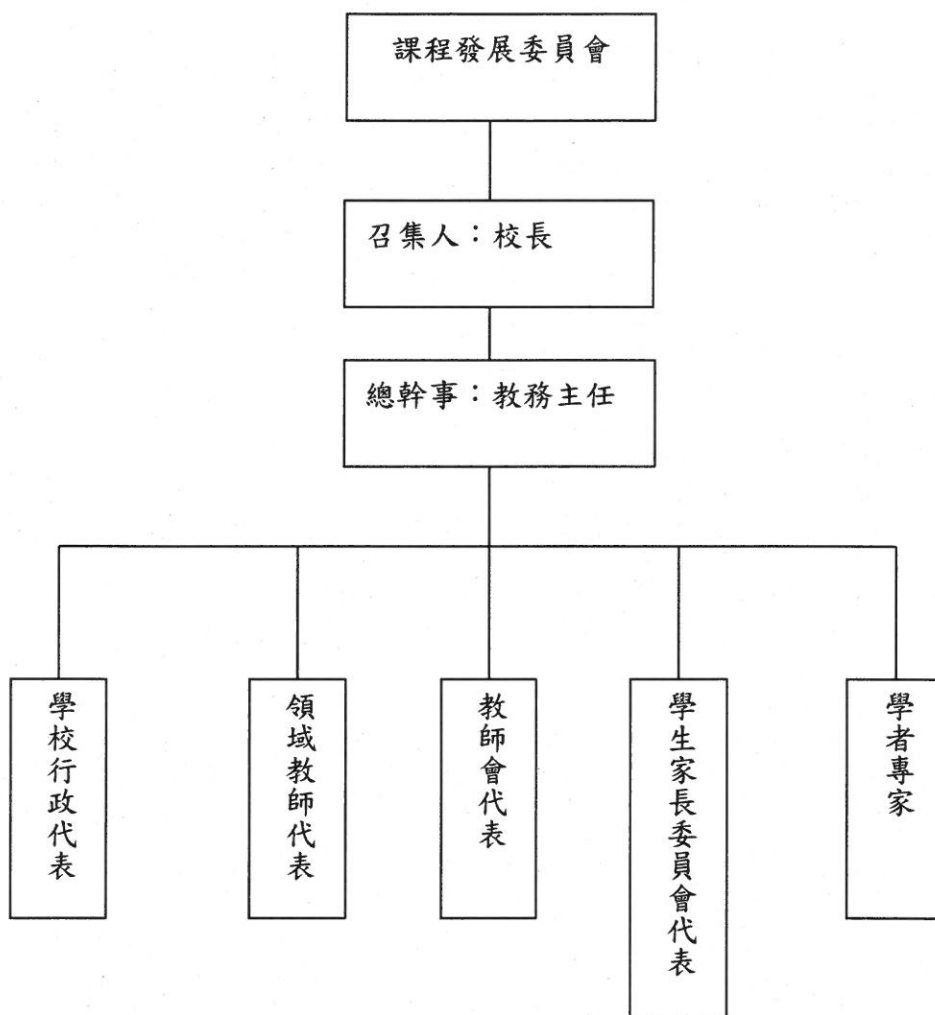 課程發展委員會
召集人：校長
總幹事：教務主任
學校行政代表
領域教師代表
教師會代表
學生家長委員會代表
學者專家